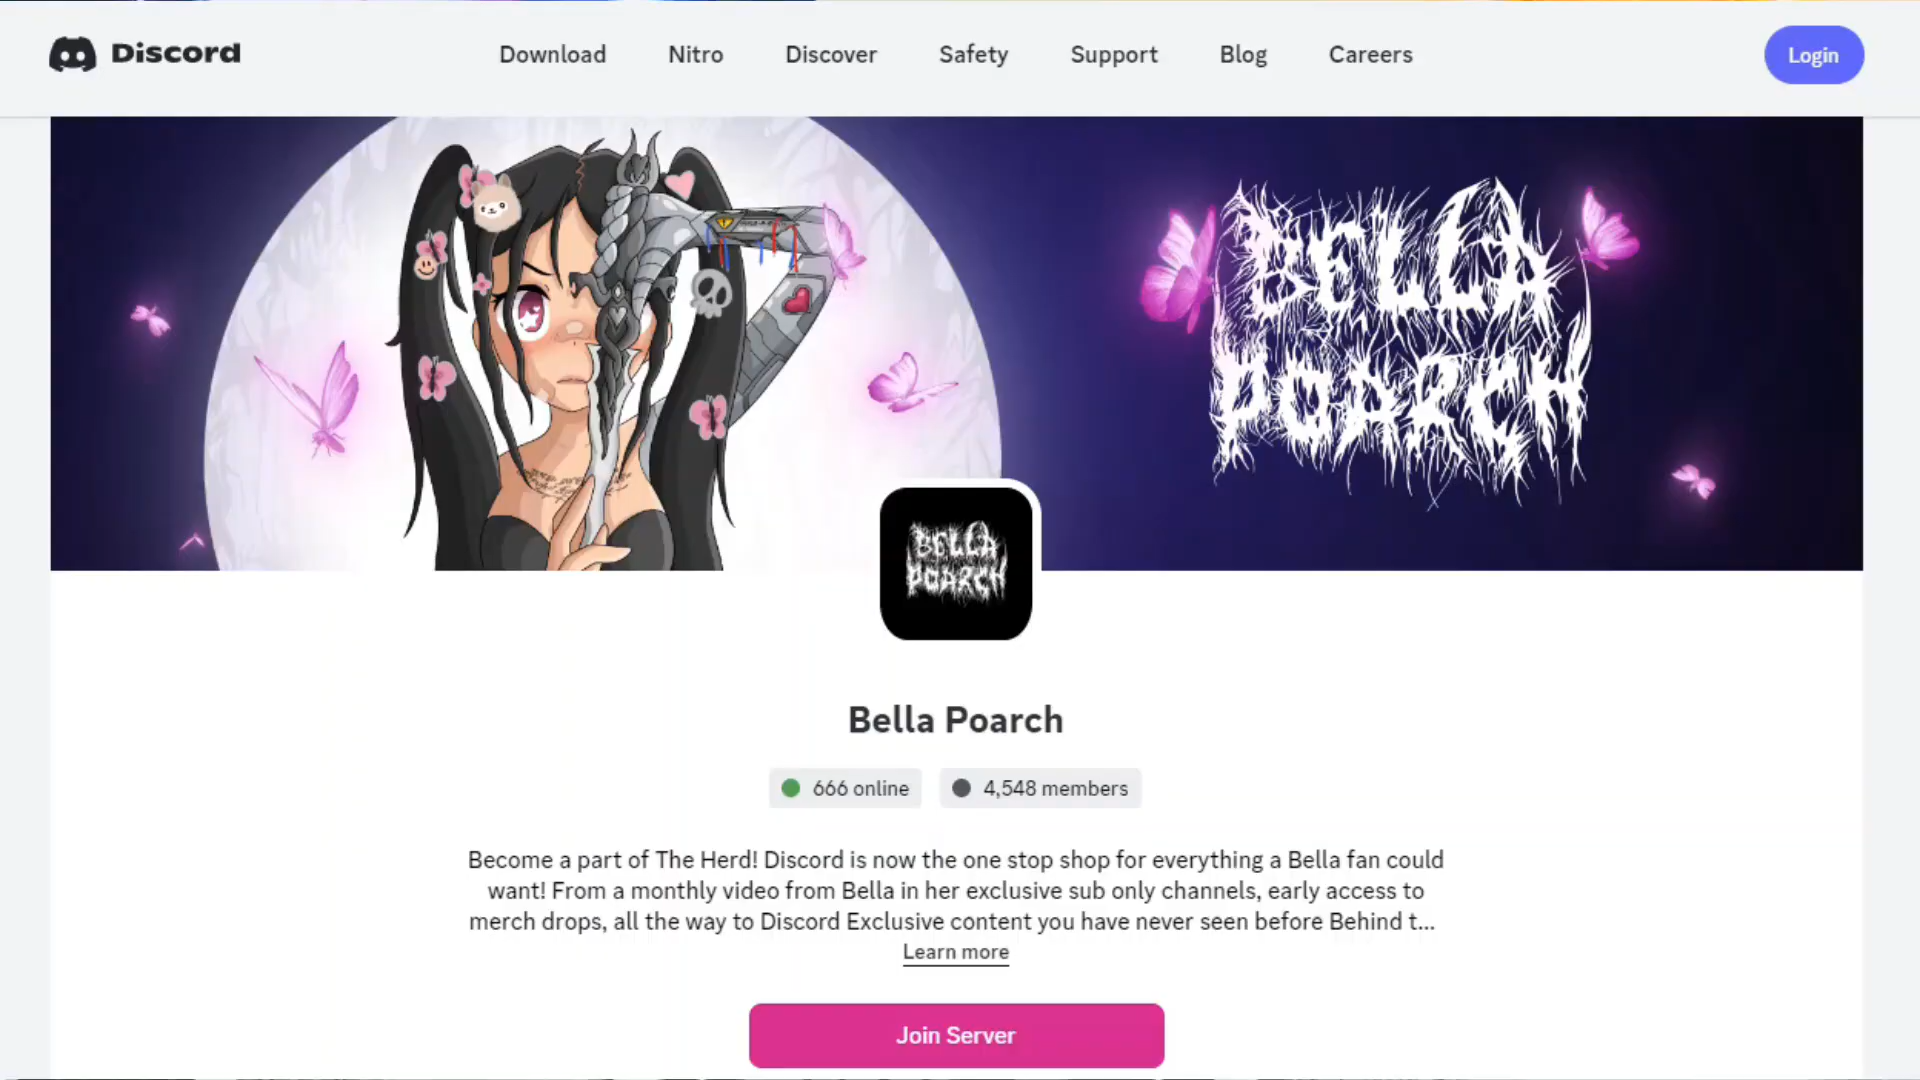 Discord
Download Nitro Discover Safety Support Blog Careers
Login
BELLA
POARCH
BELLA
POARCH
Bella Poarch
666 online 4,548 members
Become a part of The Herd! Discord is now the one stop shop for everything a Bella fan could
want! From a monthly video from Bella in her exclusive sub only channels, early access to
merch drops, all the way to Discord Exclusive content you have never seen before Behind t...
Learn more
Join Server